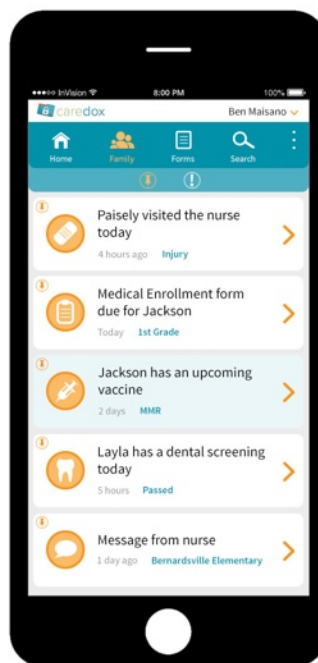 InVision
8:00 PM
100%
caredox
Ben Maisano
Home
Family
Forms
Search
Paisely visited the nurse
today
4 hours ago Injury
Medical Enrollment form
due for Jackson
Today 1st Grade
Jackson has an upcoming
vaccine
2 days MMR
Layla has a dental screening
today
5 hours Passed
Message from nurse
1 day ago Bernardsville Elementary